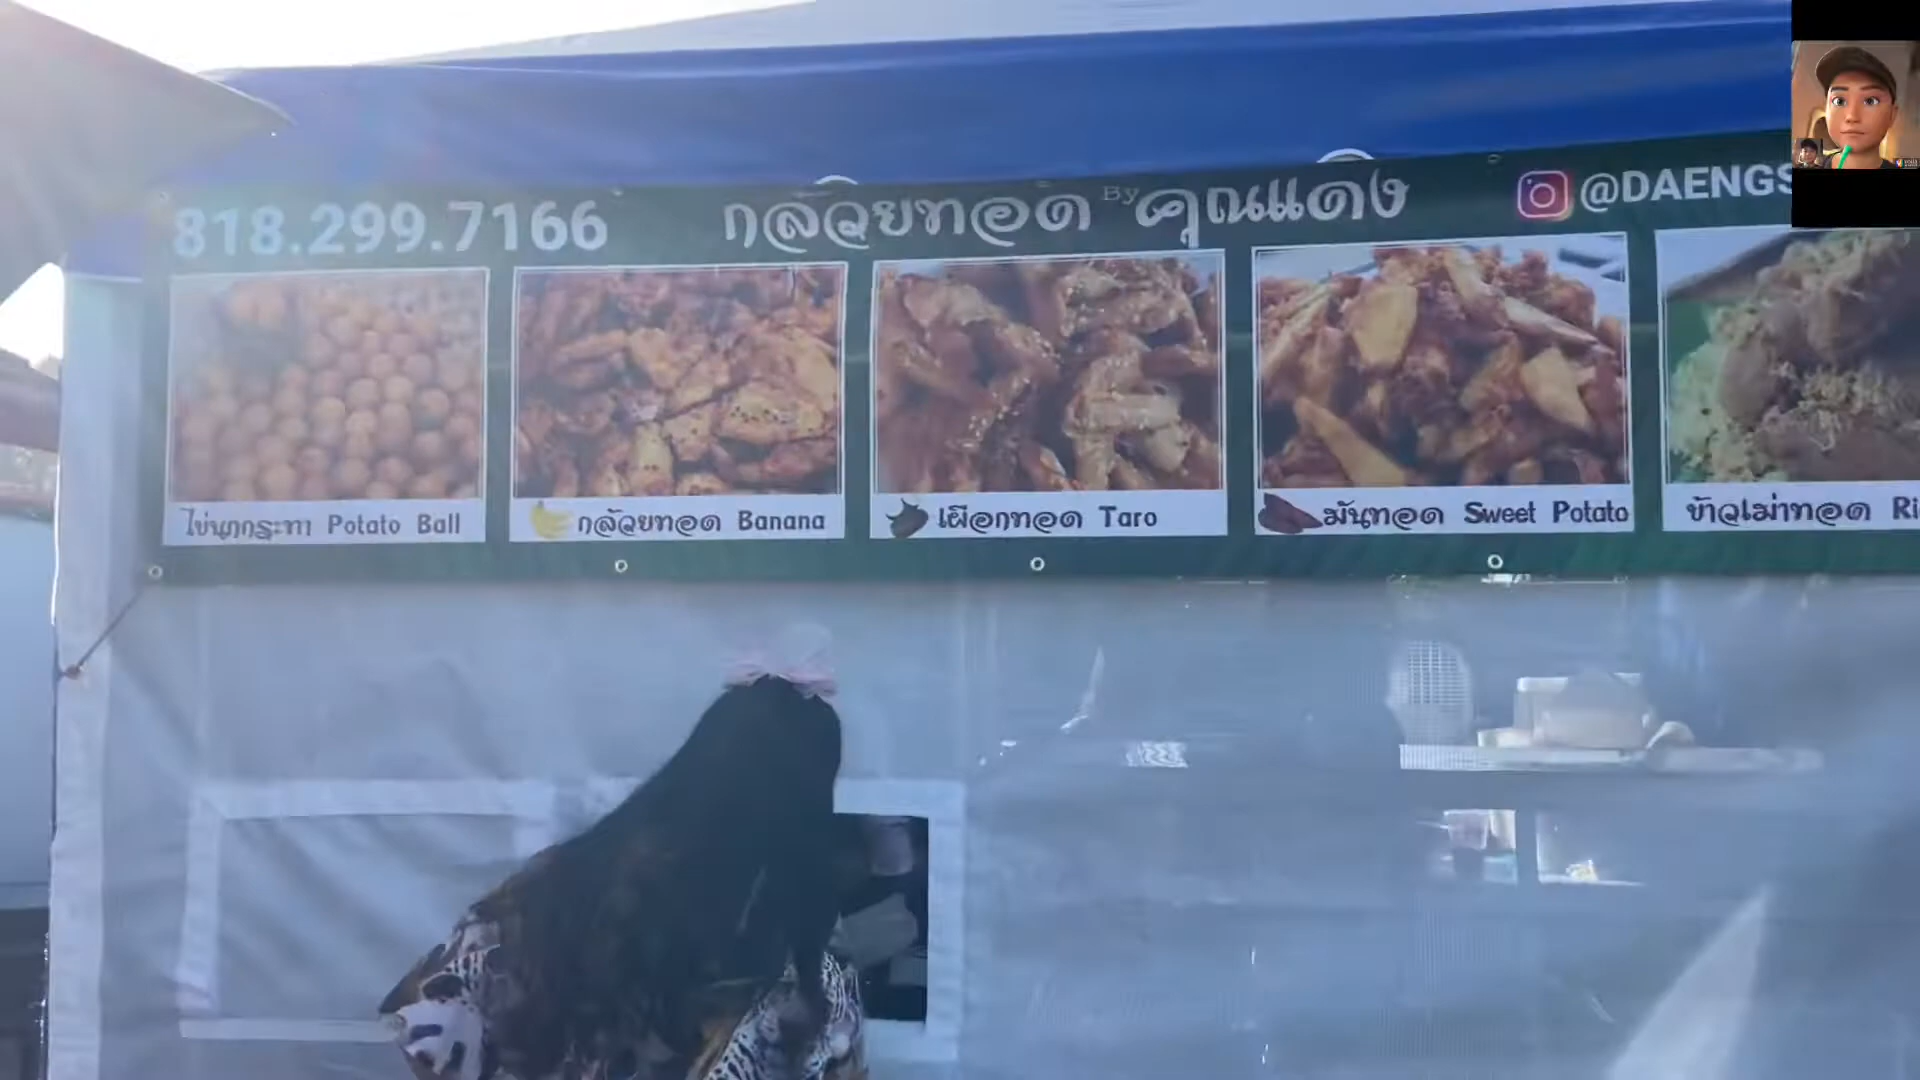 818.299.7166
กล้วยทอด By คุณแดง
@DAENGS
ไข่นกกระทา Potato Ball
กล้วยทอด Banana
เผือกทอด Taro
มันทอด Sweet Potato
ข้าวเม่าทอด Ri